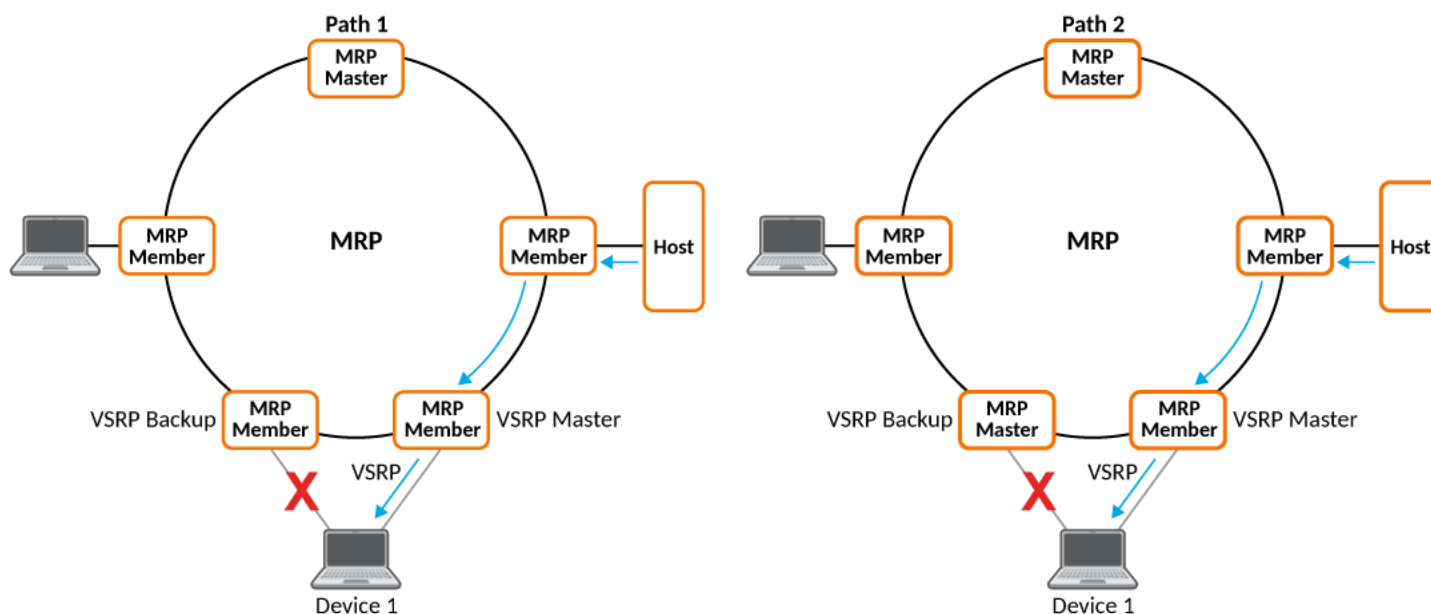 Path 1
MRP
Master
MRP
Member
MRP
MRP
Member
Host
VSRP Backup
MRP
Member
MRP
Member
VSRP Master
VSRP
X
Device 1
Path 2
MRP
Master
MRP
Member
MRP
MRP
Member
Host
VSRP Backup
MRP
Master
MRP
Member
VSRP Master
VSRP
X
Device 1